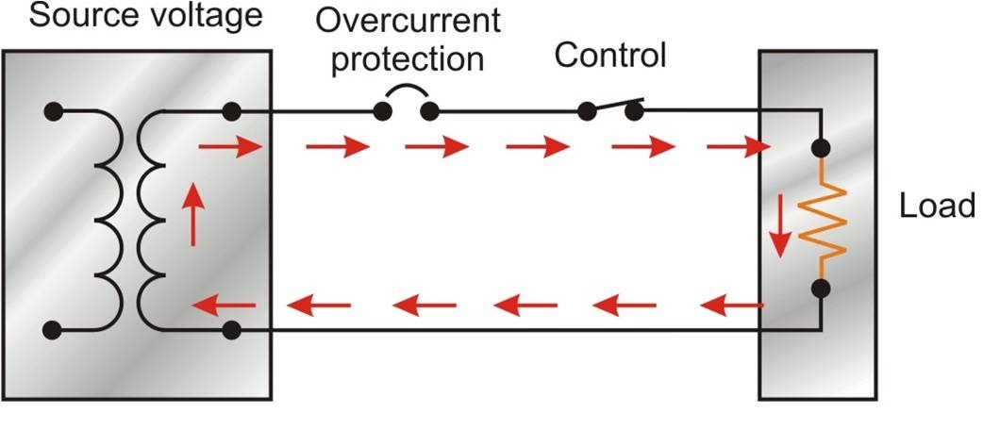 Source voltage
Overcurrent
protection
Control
Load